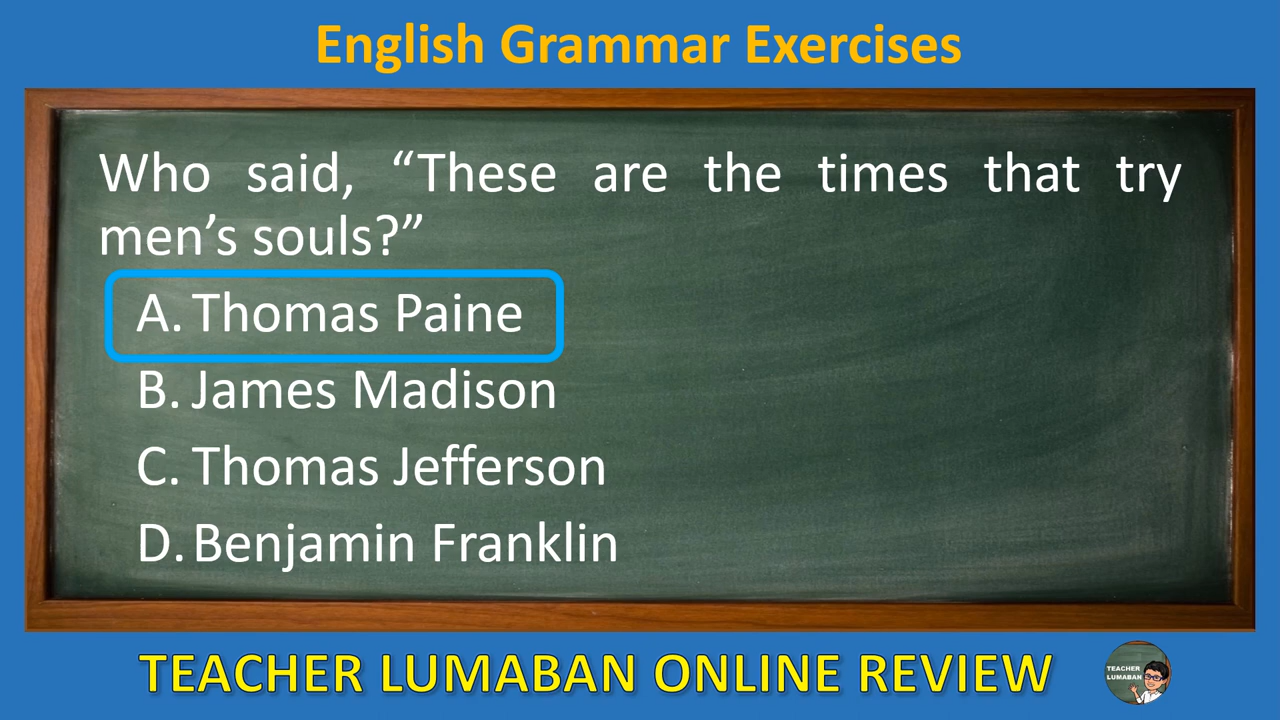 English Grammar Exercises
Who said, “These are the times that try
men’s souls?”
A. Thomas Paine
B. James Madison
C. Thomas Jefferson
D. Benjamin Franklin
TEACHER LUMABAN ONLINE REVIEW
TEACHER
LUMABAN